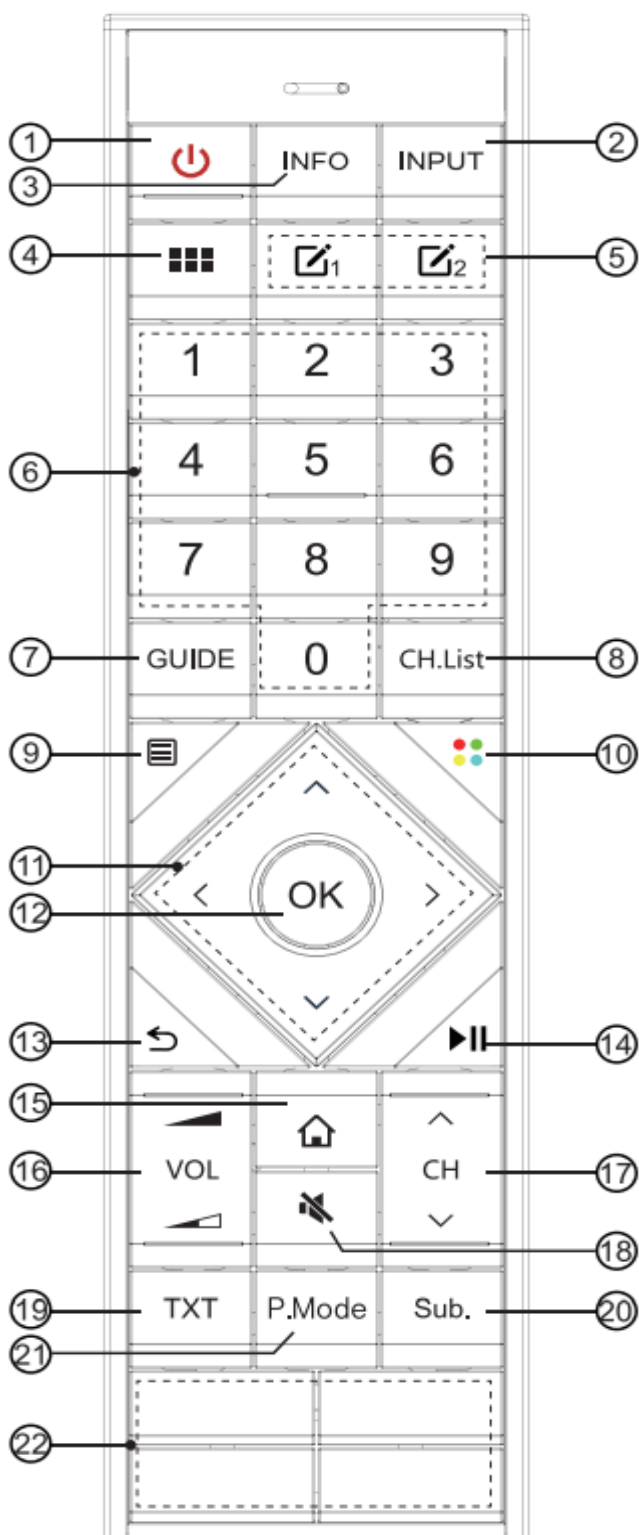 ① INFO INPUT ②
③
④ 1 2 ⑤
1 2 3
⑥ 4 5 6
7 8 9
⑦ GUIDE 0 CH.List ⑧
⑨ ⑩
⑪
⑫ OK
⑬ ⑭
⑮
⑯ VOL CH ⑰
⑱
⑲ TXT P.Mode Sub. ⑳
㉑
㉒